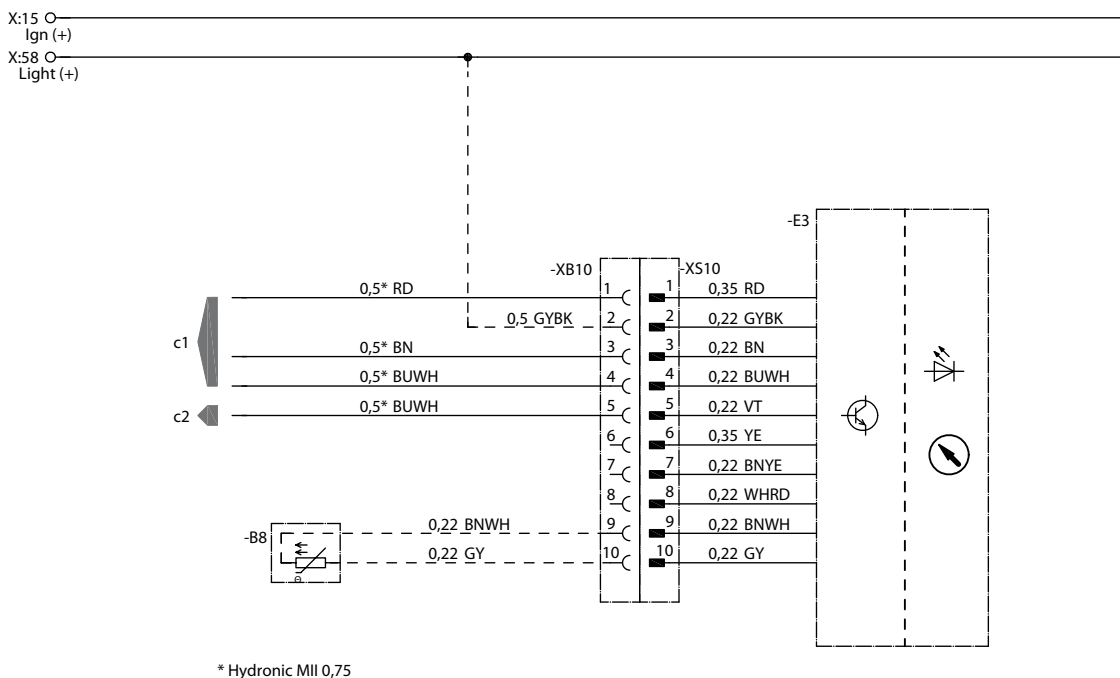 X:15
Ign (+)
X:58
Light (+)
-E3
-XB10 -XS10
c1
c2
0,5* RD 1 1 0,35 RD
0,5 GYBK 2 2 0,22 GYBK
0,5* BN 3 3 0,22 BN
0,5* BUWH 4 4 0,22 BUWH
0,5* BUWH 5 5 0,22 VT
6 6 0,35 YE
7 7 0,22 BNYE
8 8 0,22 WHRD
-B8 0,22 BNWH 9 9 0,22 BNWH
0,22 GY 10 10 0,22 GY
Θ
* Hydronic MII 0,75